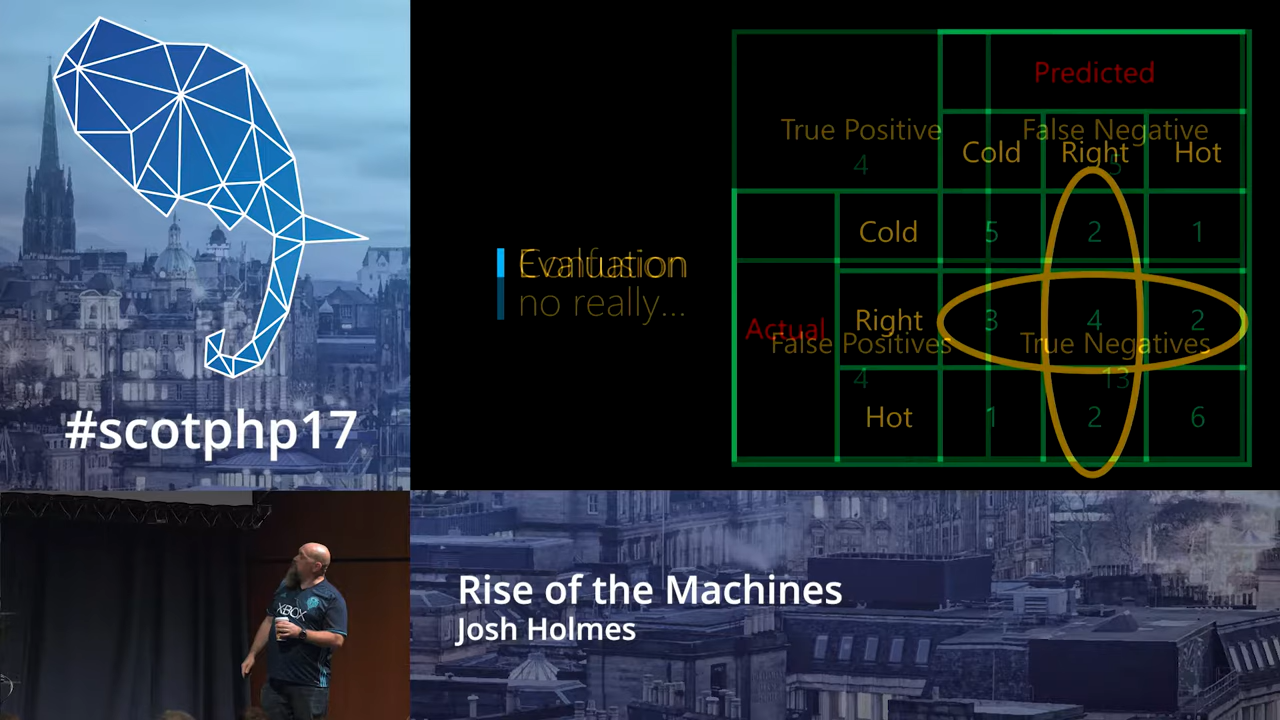 #scotphp17
Evaluation
Confusion
no really...
Predicted
True Positive
False Negative
4
5
Cold Right Hot
Cold 5 2 1
Actual Right 3 4 2
False Positives
True Negatives
4
13
Hot 1 2 6
XBOX
Rise of the Machines
Josh Holmes